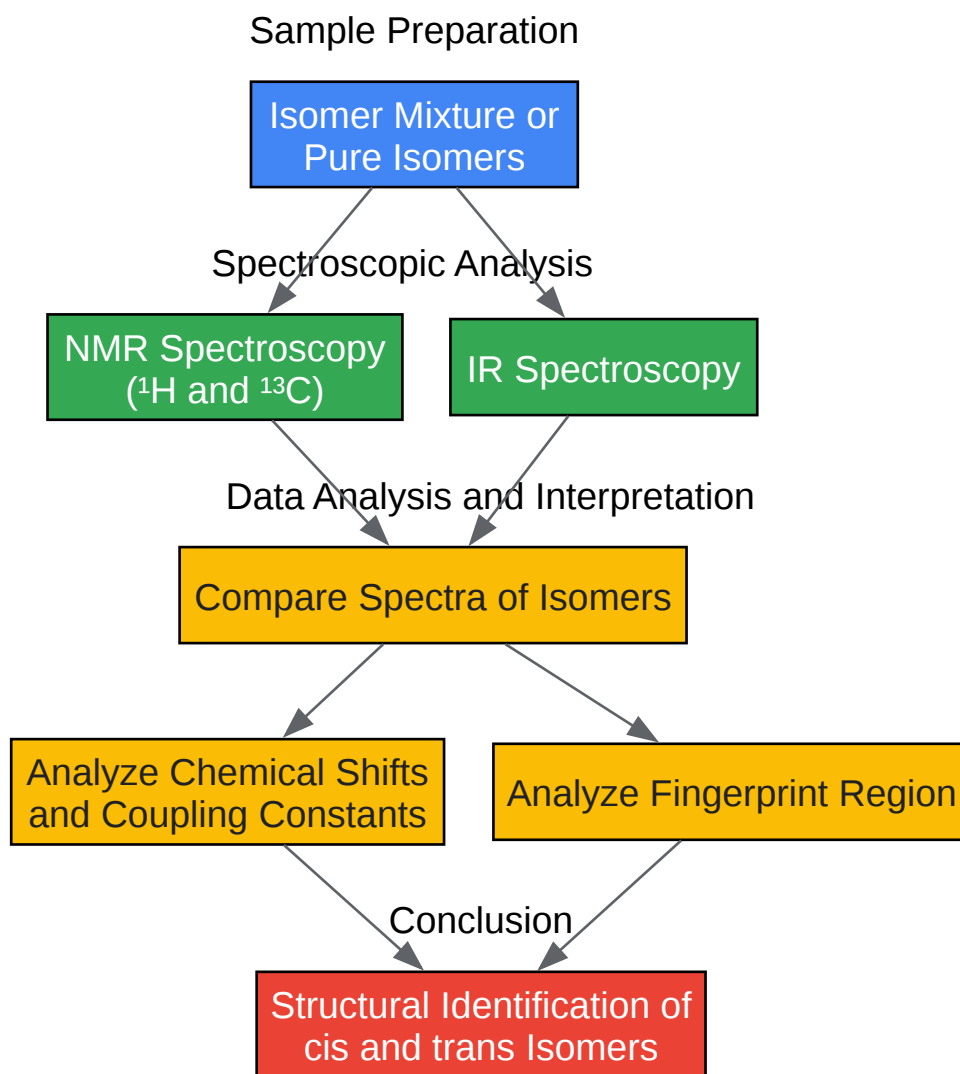 Sample Preparation
Isomer Mixture or
Pure Isomers
Spectroscopic Analysis
NMR Spectroscopy
(¹H and ¹³C)
IR Spectroscopy
Data Analysis and Interpretation
Compare Spectra of Isomers
Analyze Chemical Shifts
and Coupling Constants
Analyze Fingerprint Region
Conclusion
Structural Identification of
cis and trans Isomers